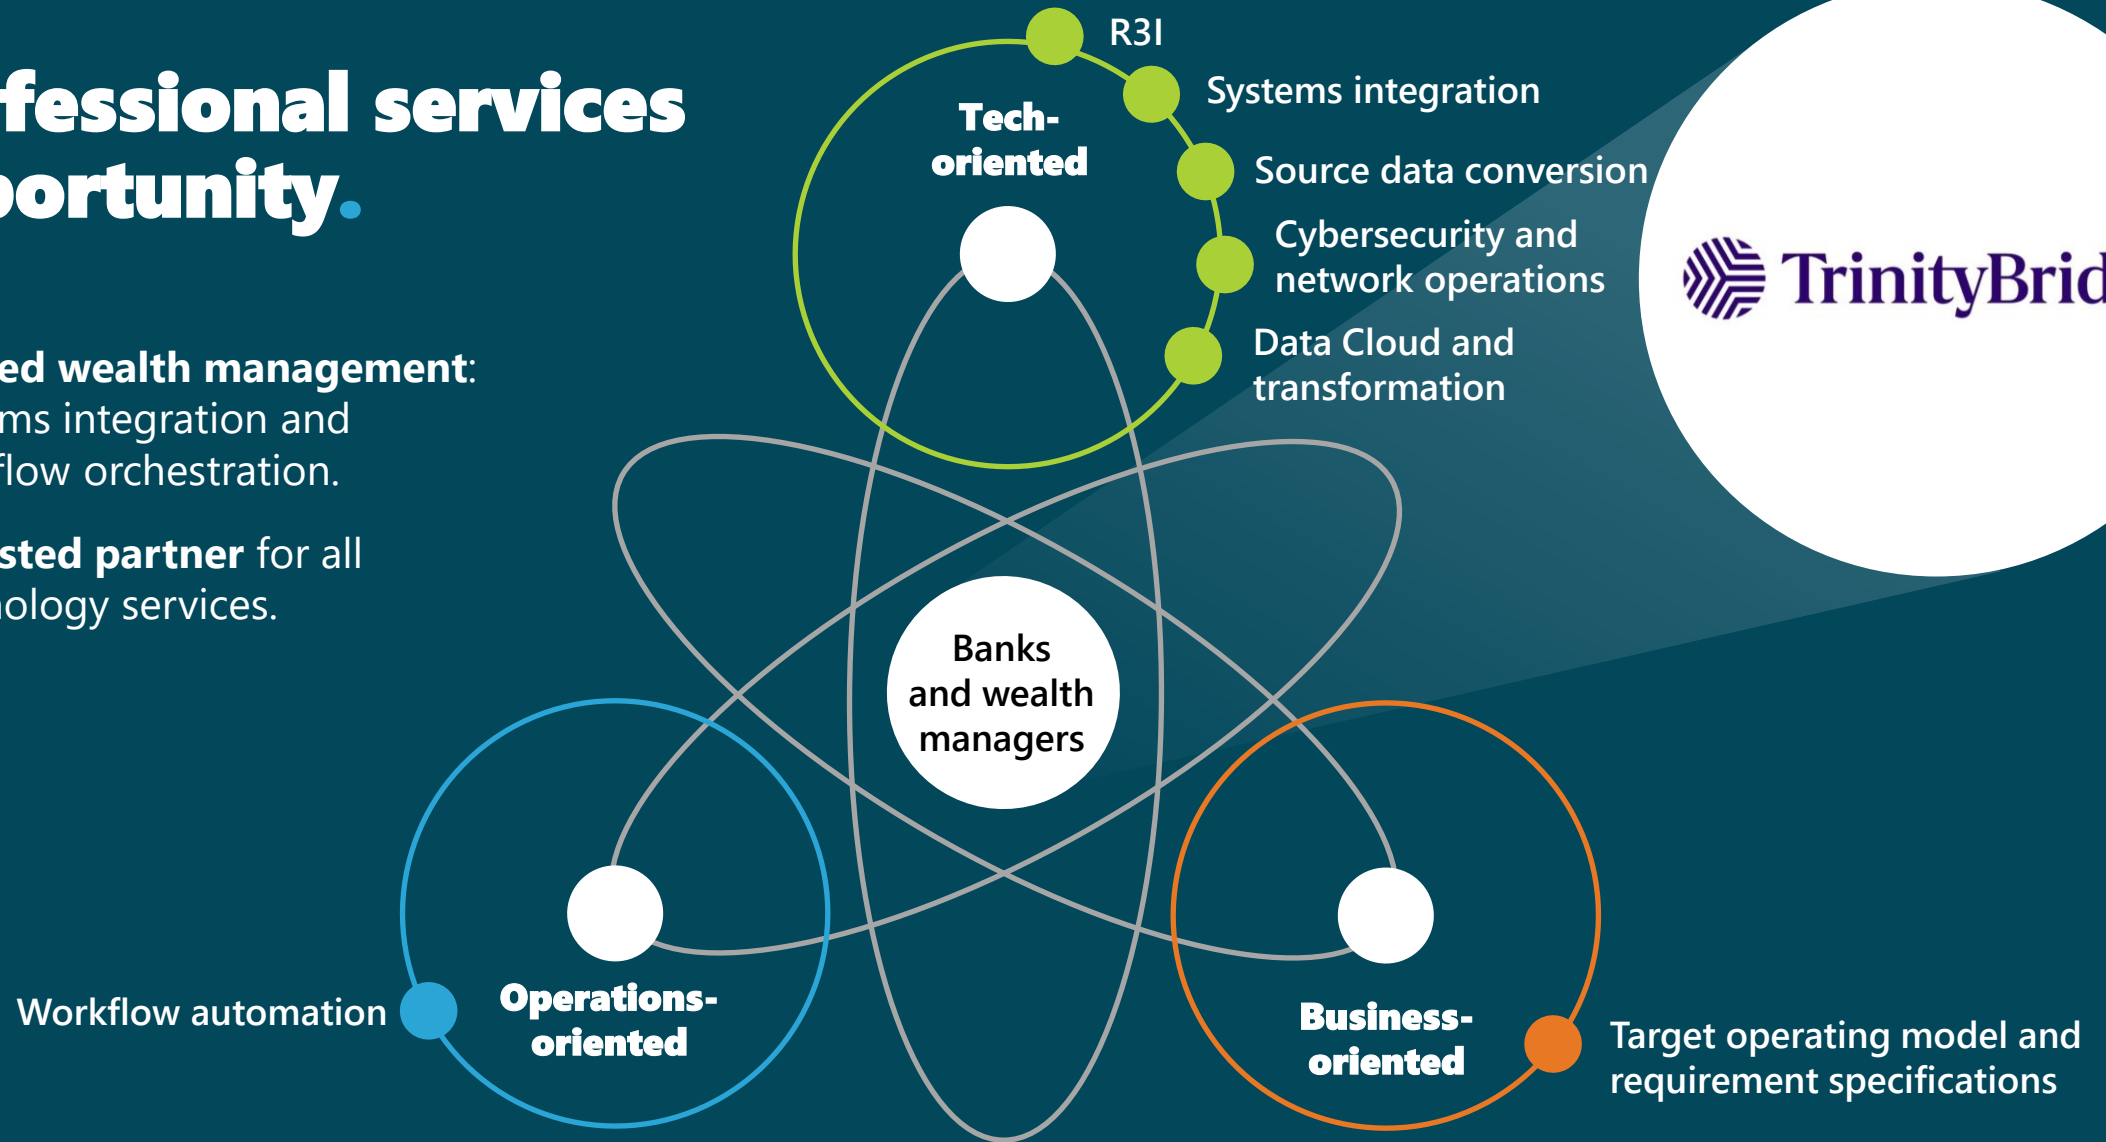 fessional services
portunity.
ed wealth management:
ms integration and
flow orchestration.
sted partner for all
nology services.
Tech-
oriented
R3I
Systems integration
Source data conversion
Cybersecurity and
network operations
Data Cloud and
transformation
TrinityBrid
Banks
and wealth
managers
Workflow automation
Operations-
oriented
Business-
oriented
Target operating model and
requirement specifications